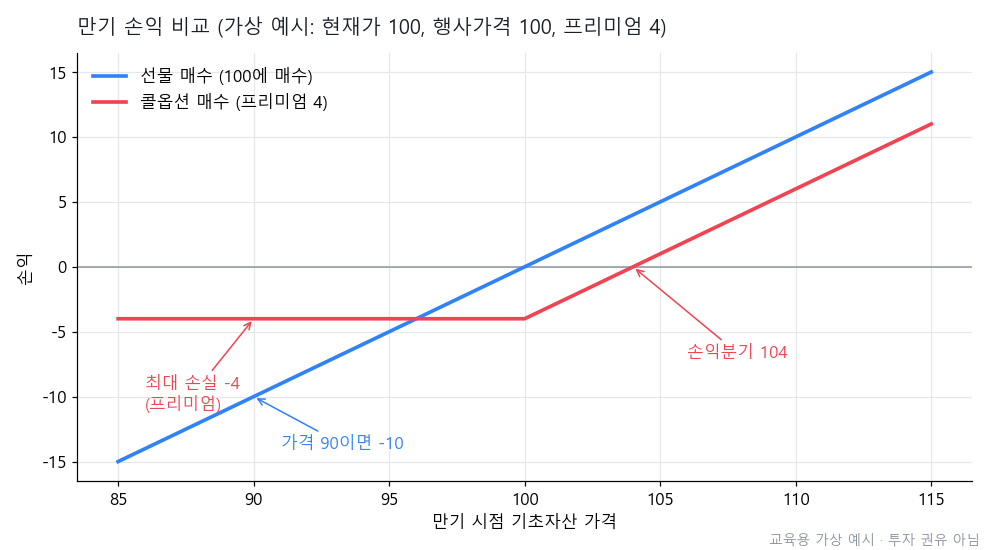 만기 손익 비교 (가상 예시: 현재가 100, 행사가격 100, 프리미엄 4)
선물 매수 (100에 매수)
콜옵션 매수 (프리미엄 4)
손익
15
10
5
0
-5
-10
-15
최대 손실 -4
(프리미엄)
가격 90이면 -10
손익분기 104
85
90
95
100
105
110
115
만기 시점 기초자산 가격
교육용 가상 예시 · 투자 권유 아님